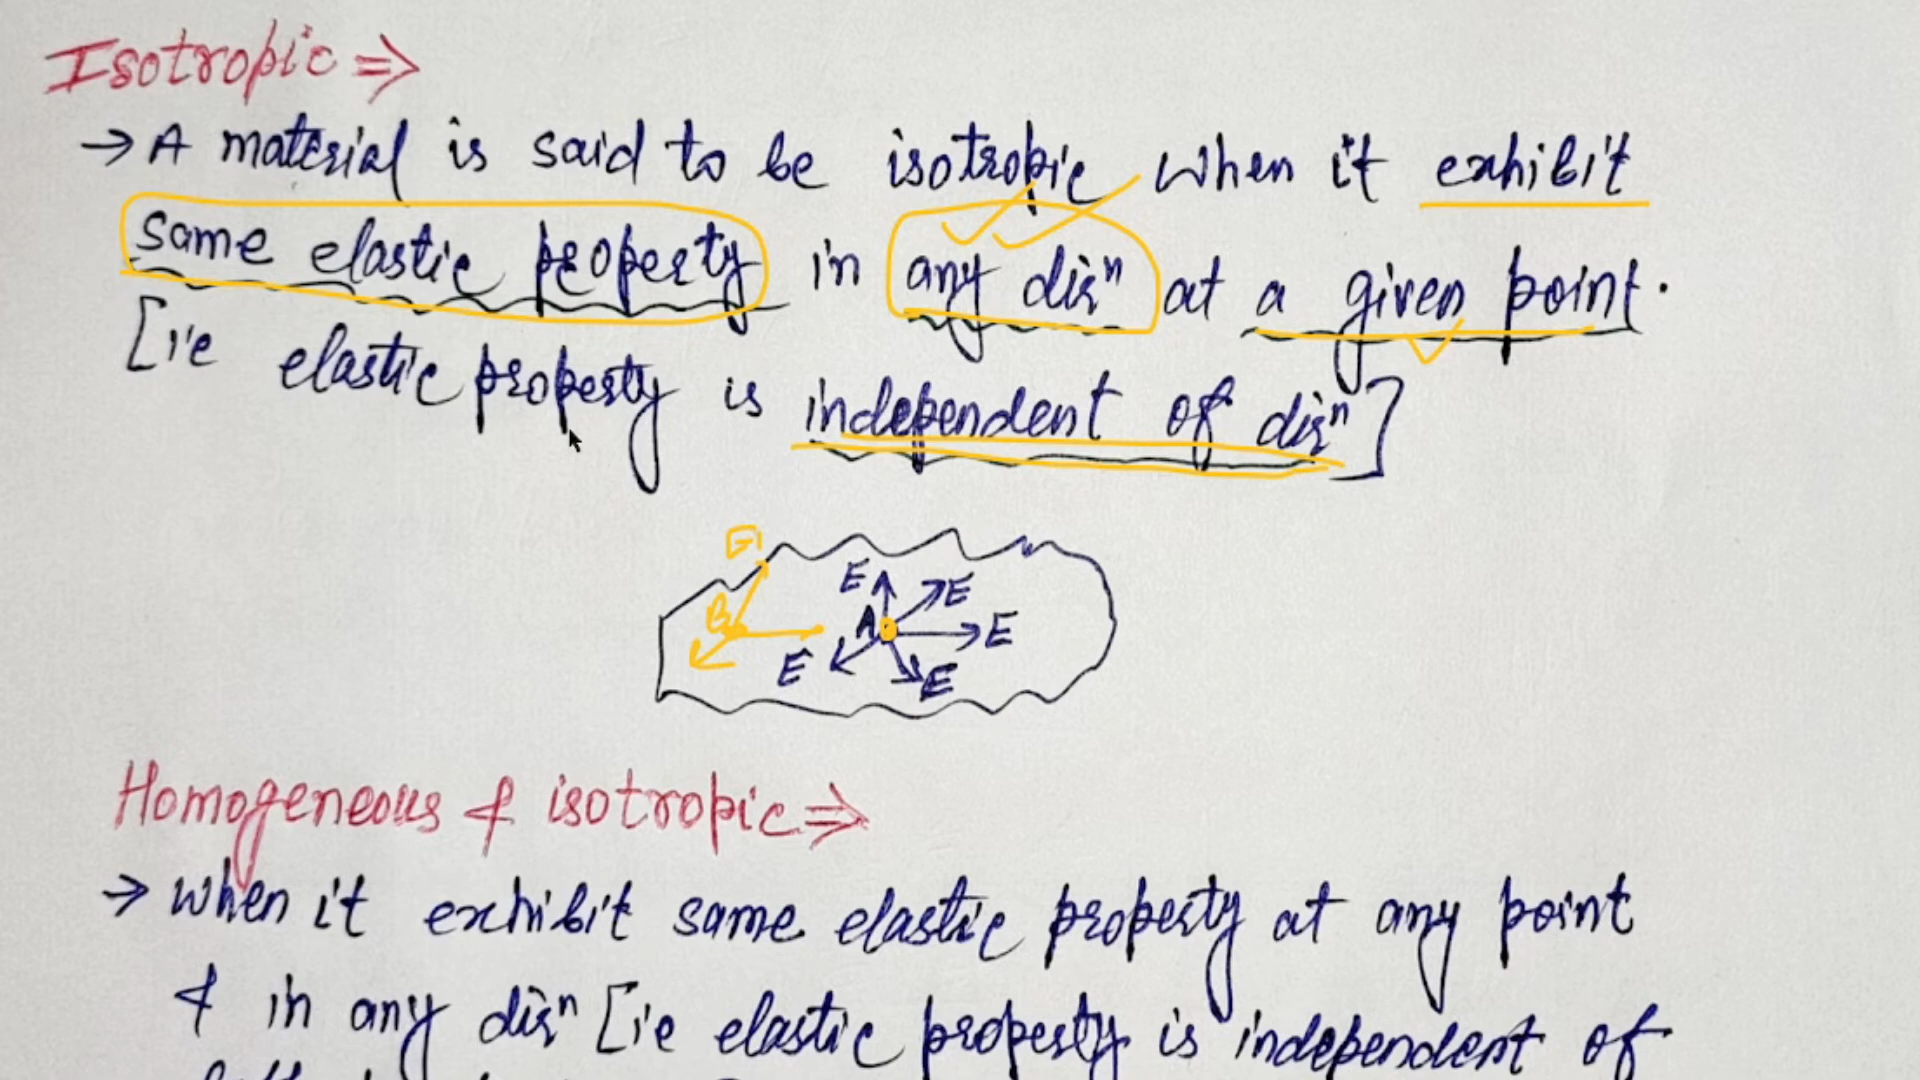 Isotropic ⇒
→ A material is said to be isotropic when it exhibit
same elastic property in any dirⁿ at a given point.
[i'e elastic property is independent of dirⁿ]
G
E E
B A E
E E
Homogeneous & isotropic ⇒
→ when it exhibit same elastic property at any point
& in any dirⁿ [i'e elastic property is independent of